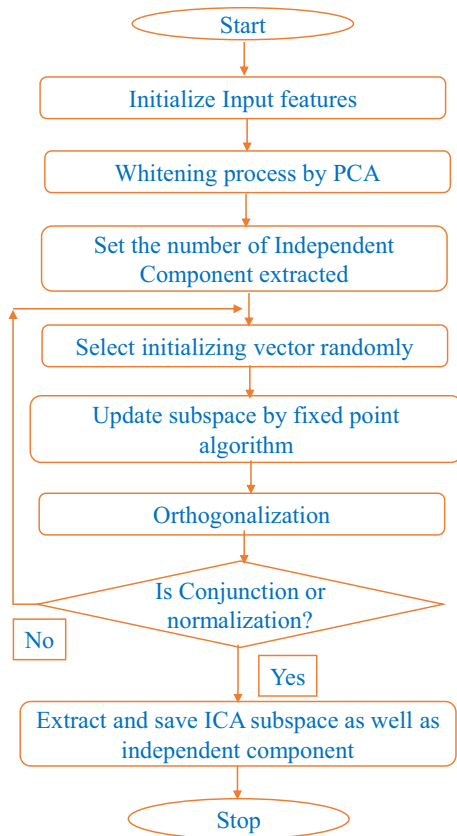 Start
Initialize Input features
Whitening process by PCA
Set the number of Independent
Component extracted
Select initializing vector randomly
Update subspace by fixed point
algorithm
Orthogonalization
Is Conjunction or
normalization?
No
Yes
Extract and save ICA subspace as well as
independent component
Stop